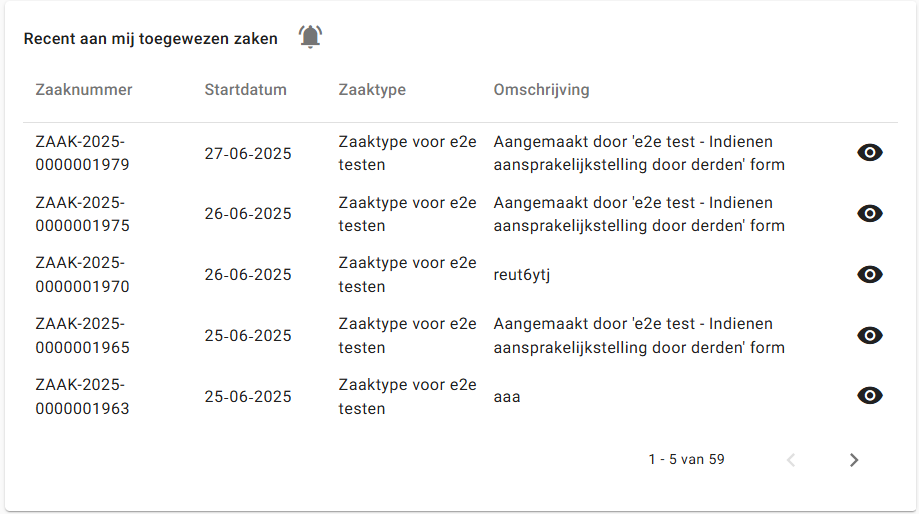 Recent aan mij toegewezen zaken
Zaaknummer Startdatum Zaaktype Omschrijving
ZAAK-2025-
0000001979
27-06-2025
Zaaktype voor e2e
testen
Aangemaakt door 'e2e test - Indienen
aansprakelijkstelling door derden' form
ZAAK-2025-
0000001975
26-06-2025
Zaaktype voor e2e
testen
Aangemaakt door 'e2e test - Indienen
aansprakelijkstelling door derden' form
ZAAK-2025-
0000001970
26-06-2025
Zaaktype voor e2e
testen
reut6ytj
ZAAK-2025-
0000001965
25-06-2025
Zaaktype voor e2e
testen
Aangemaakt door 'e2e test - Indienen
aansprakelijkstelling door derden' form
ZAAK-2025-
0000001963
25-06-2025
Zaaktype voor e2e
testen
aaa
1 - 5 van 59